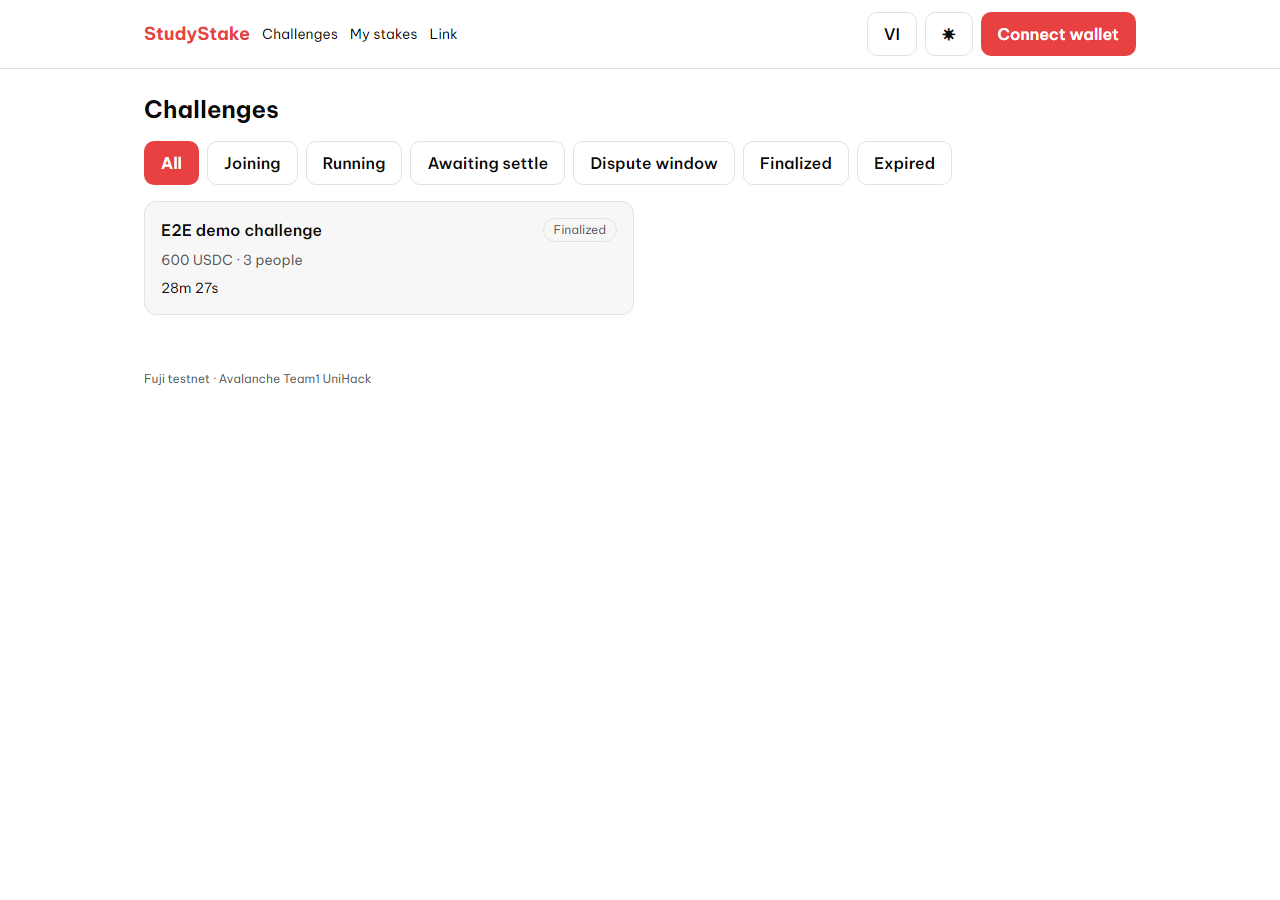 StudyStake Challenges My stakes Link VI Connect wallet
Challenges
All Joining Running Awaiting settle Dispute window Finalized Expired
E2E demo challenge Finalized
600 USDC · 3 people
28m 27s
Fuji testnet · Avalanche Team1 UniHack